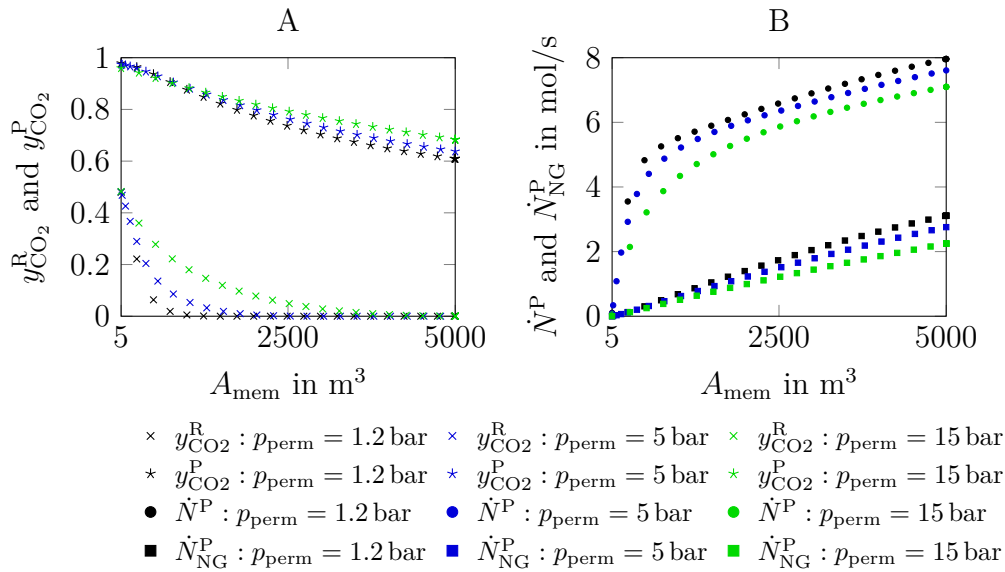 A
B
1
0.8
0.6
0.4
0.2
0
5
2500
5000
y^R_CO₂ and y^P_CO₂
A_mem in m³
8
6
4
2
0
5
2500
5000
Ṅ^P and Ṅ^P_NG in mol/s
A_mem in m³
y^R_CO2 : p_perm = 1.2 bar
y^R_CO2 : p_perm = 5 bar
y^R_CO2 : p_perm = 15 bar
y^P_CO2 : p_perm = 1.2 bar
y^P_CO2 : p_perm = 5 bar
y^P_CO2 : p_perm = 15 bar
Ṅ^P : p_perm = 1.2 bar
Ṅ^P : p_perm = 5 bar
Ṅ^P : p_perm = 15 bar
Ṅ^P_NG : p_perm = 1.2 bar
Ṅ^P_NG : p_perm = 5 bar
Ṅ^P_NG : p_perm = 15 bar